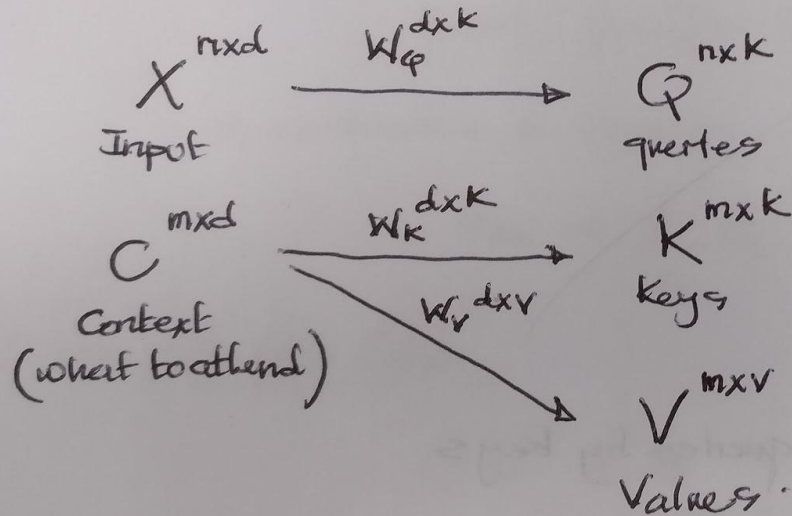 X^nxd W_Q^dxk Q^nxk
Input queries
C^mxd W_K^dxk K^mxk
Context keys
(what to attend) W_v^dxv V^mxv
Values.